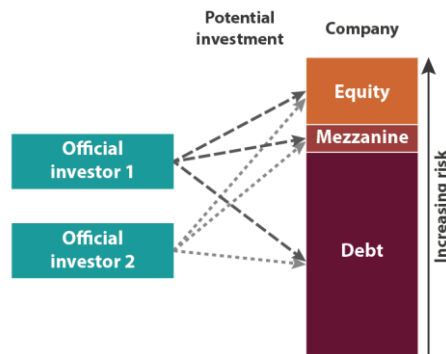 Potential
investment
Company
Equity
Mezzanine
Debt
Official
investor 1
Official
investor 2
Increasing risk